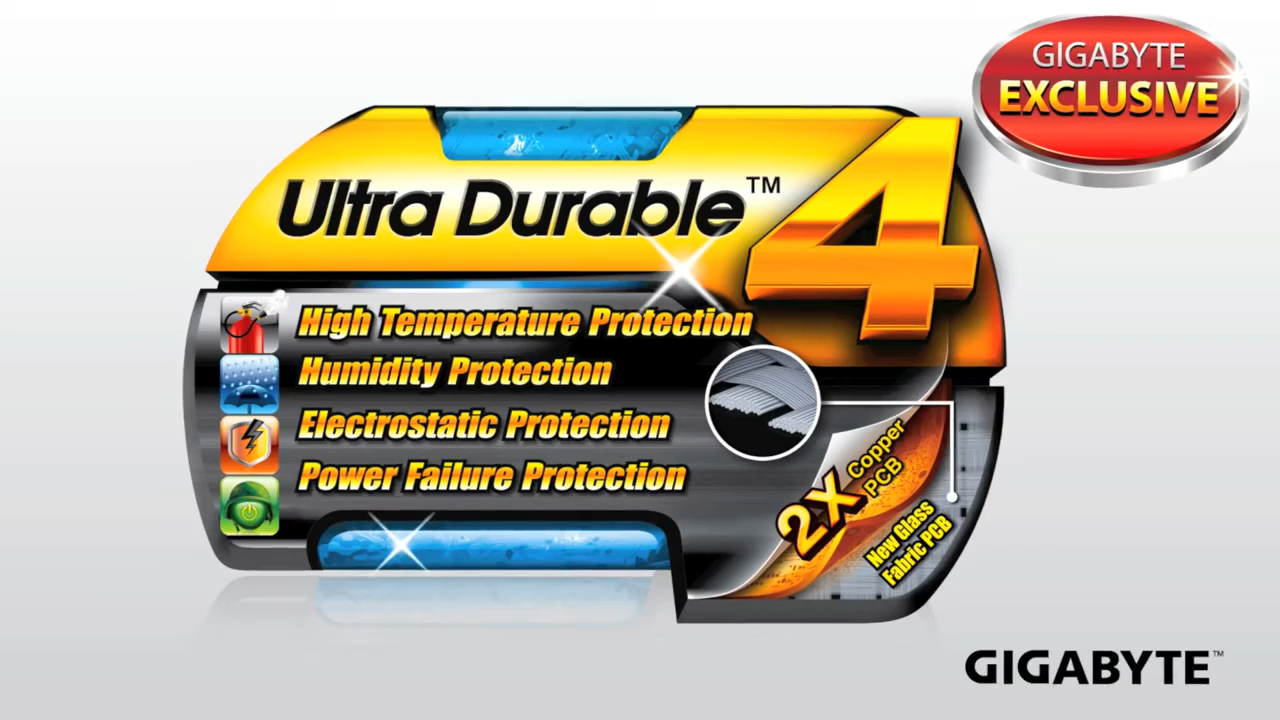 GIGABYTE
EXCLUSIVE
Ultra Durable™ 4
High Temperature Protection
Humidity Protection
Electrostatic Protection
Power Failure Protection
2X Copper
PCB
New Glass
Fabric PCB
GIGABYTE™